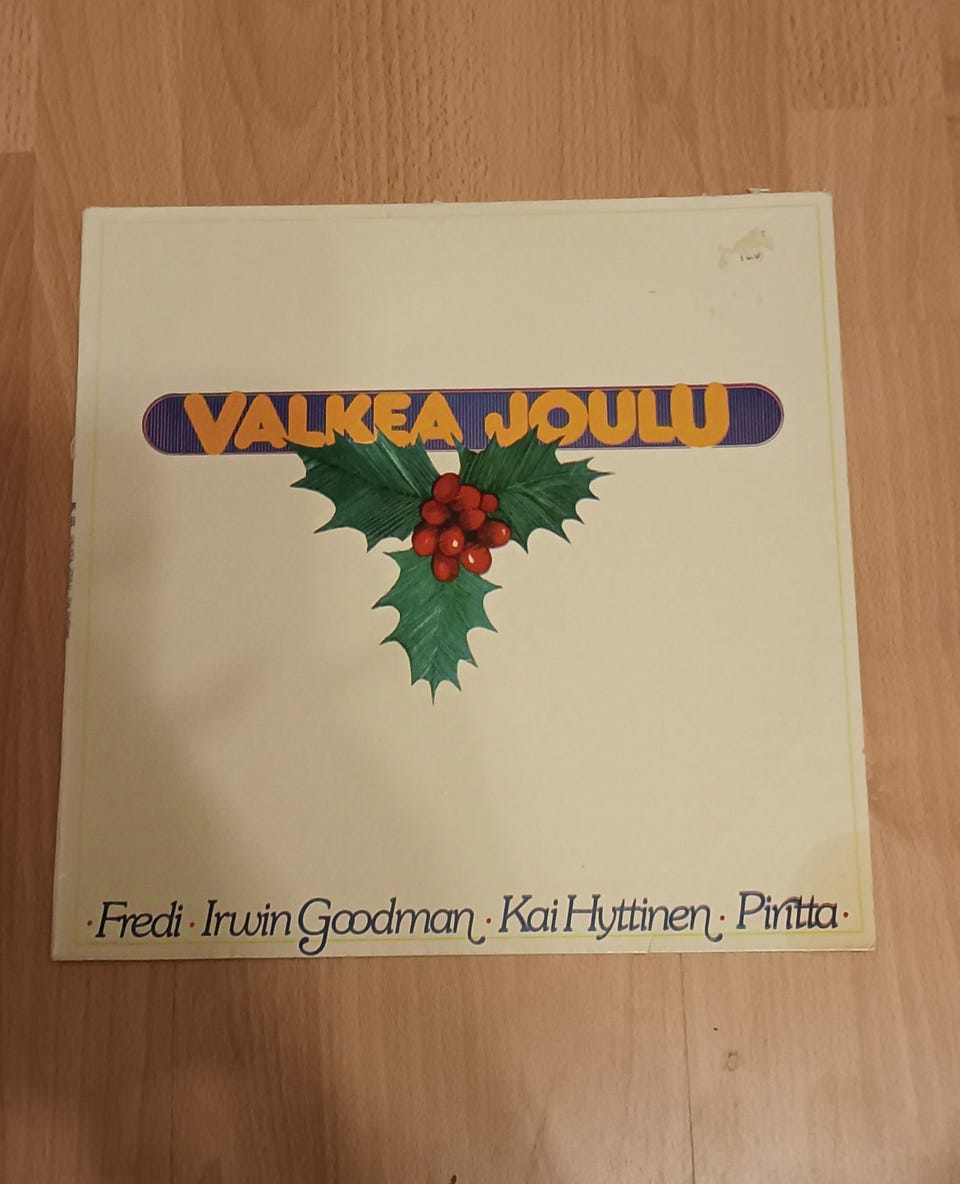 VALKEA JOULU
· Fredi · Irwin Goodman · Kai Hyttinen · Piritta ·